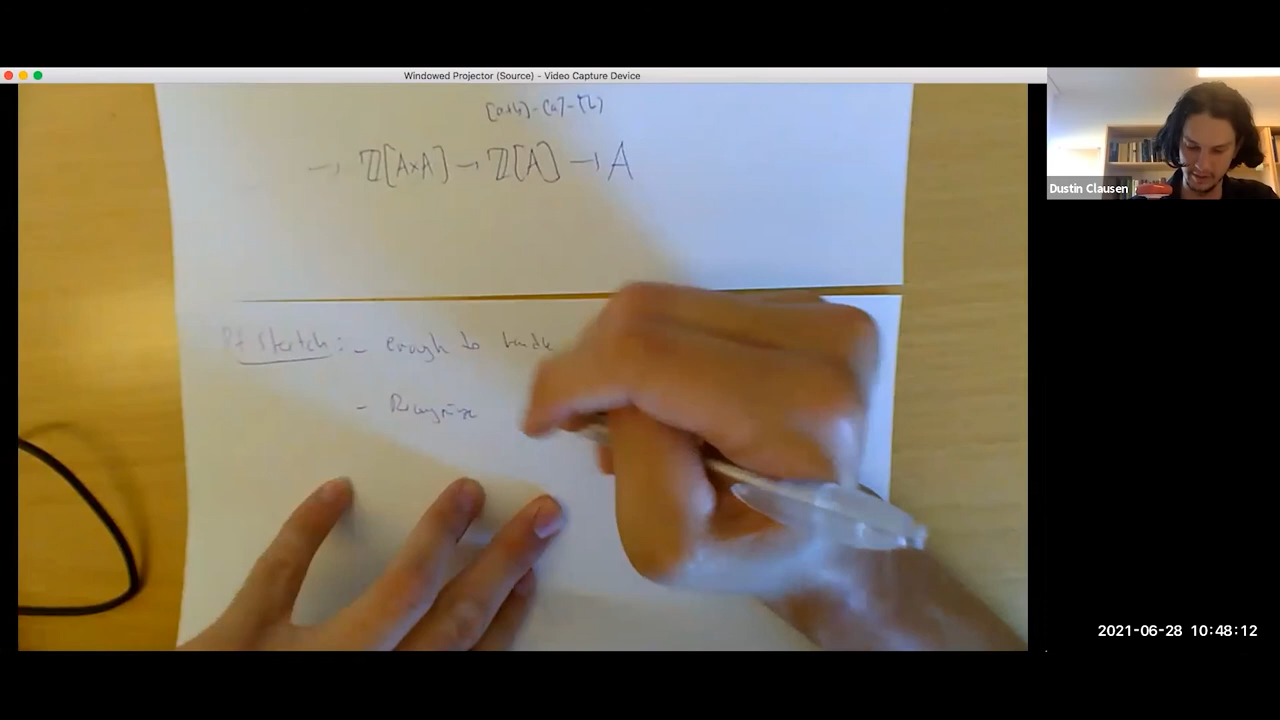 Windowed Projector (Source) - Video Capture Device
[a+b]-[a]-[b]
→ ℤ[A×A] → ℤ[A] → A
Dustin Clausen
Pf sketch: - enough to handle
- Recognize
2021-06-28 10:48:12